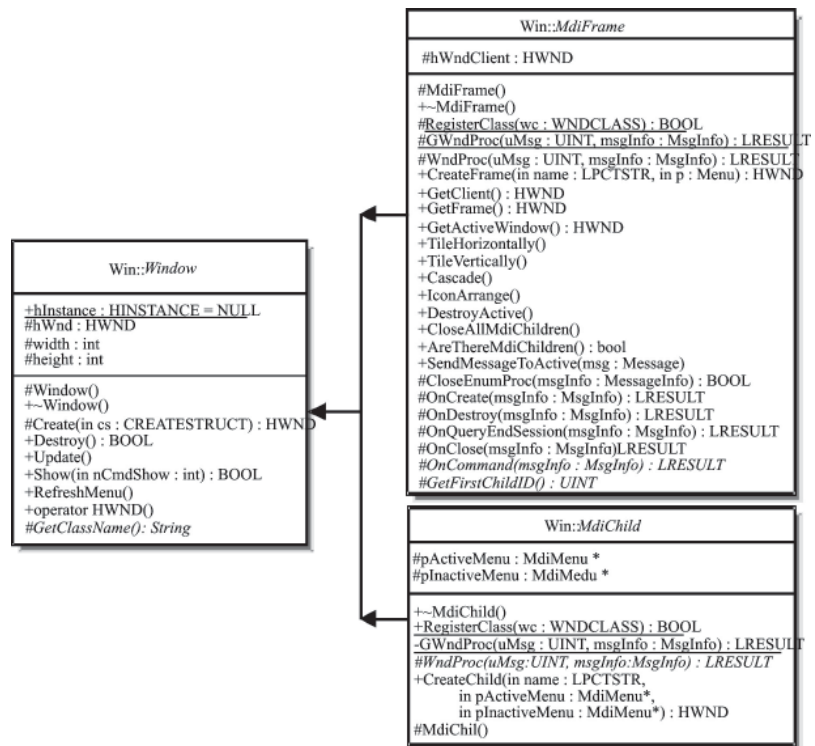 Win::MdiFrame
#hWndClient : HWND
#MdiFrame()
+~MdiFrame()
#RegisterClass(wc : WNDCLASS) : BOOL
#GWndProc(uMsg : UINT, msgInfo : MsgInfo) : LRESULT
#WndProc(uMsg : UINT, msgInfo : MsgInfo) : LRESULT
+CreateFrame(in name : LPCTSTR, in p : Menu) : HWND
+GetClient() : HWND
+GetFrame() : HWND
+GetActiveWindow() : HWND
+TileHorizontally()
+TileVertically()
+Cascade()
+IconArrange()
+DestroyActive()
+CloseAllMdiChildren()
+AreThereMdiChildren() : bool
+SendMessageToActive(msg : Message)
#CloseEnumProc(msgInfo : MessageInfo) : BOOL
#OnCreate(msgInfo : MsgInfo) : LRESULT
#OnDestroy(msgInfo : MsgInfo) : LRESULT
#OnQueryEndSession(msgInfo : MsgInfo) : LRESULT
#OnClose(msgInfo : MsgInfo)LRESULT
#OnCommand(msgInfo : MsgInfo) : LRESULT
#GetFirstChildID() : UINT
Win::Window
+hInstance : HINSTANCE = NULL
#hWnd : HWND
#width : int
#height : int
#Window()
+~Window()
#Create(in cs : CREATESTRUCT) : HWND
+Destroy() : BOOL
+Update()
+Show(in nCmdShow : int) : BOOL
+RefreshMenu()
+operator HWND()
#GetClassName(): String
Win::MdiChild
#pActiveMenu : MdiMenu *
#pInactiveMenu : MdiMedu *
+~MdiChild()
+RegisterClass(wc : WNDCLASS) : BOOL
-GWndProc(uMsg : UINT, msgInfo : MsgInfo) : LRESULT
#WndProc(uMsg:UINT, msgInfo:MsgInfo) : LRESULT
+CreateChild(in name : LPCTSTR,
in pActiveMenu : MdiMenu*,
in pInactiveMenu : MdiMenu*) : HWND
#MdiChil()